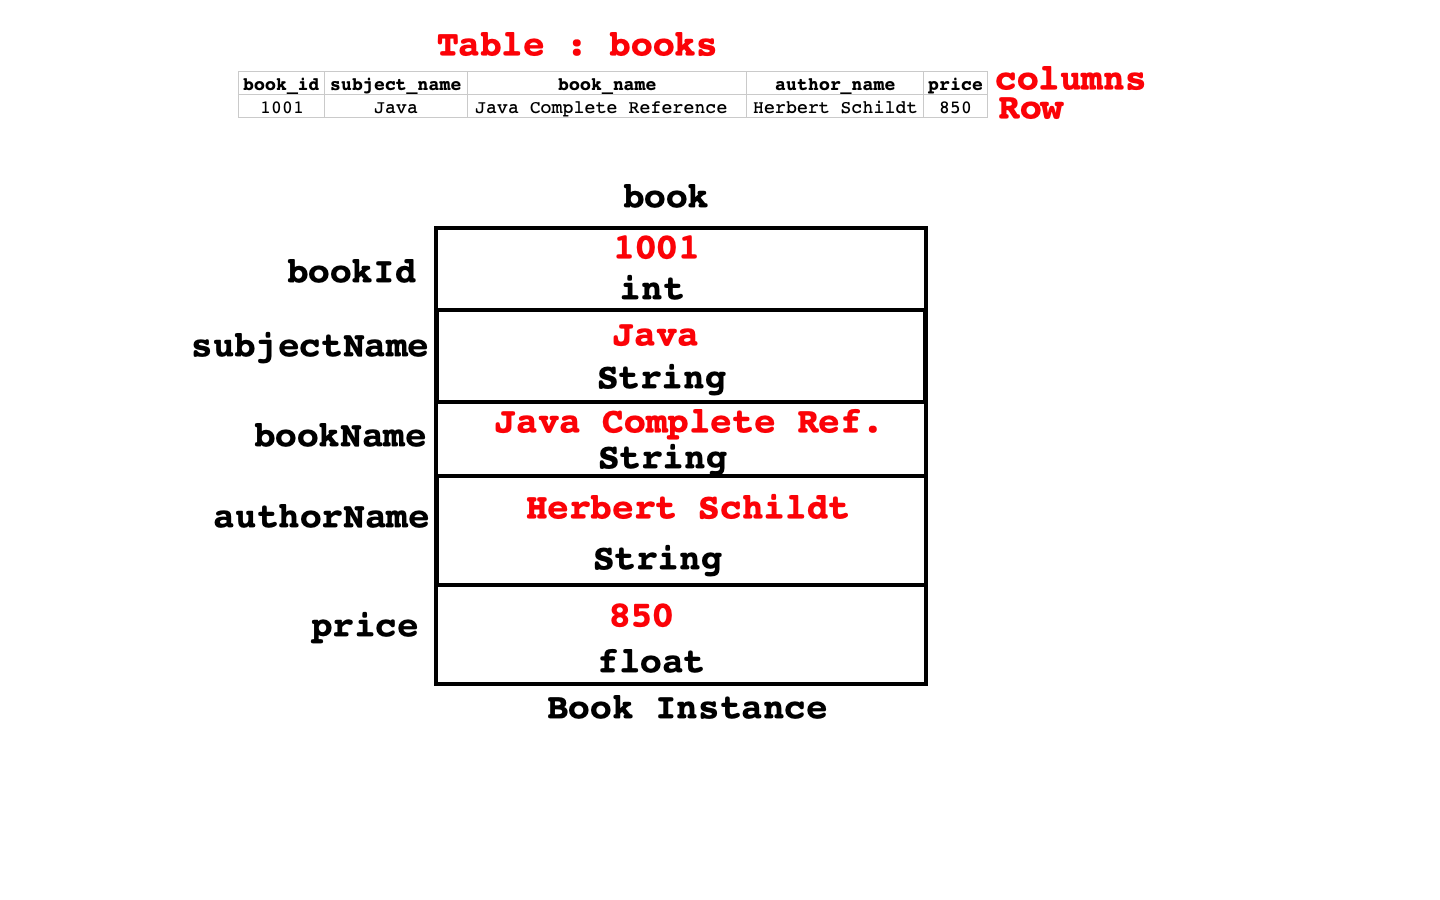 Table : books
book_id subject_name book_name author_name price columns
1001 Java Java Complete Reference Herbert Schildt 850 Row
book
1001
bookId
int
Java
subjectName
String
Java Complete Ref.
bookName
String
Herbert Schildt
authorName
String
850
price
float
Book Instance